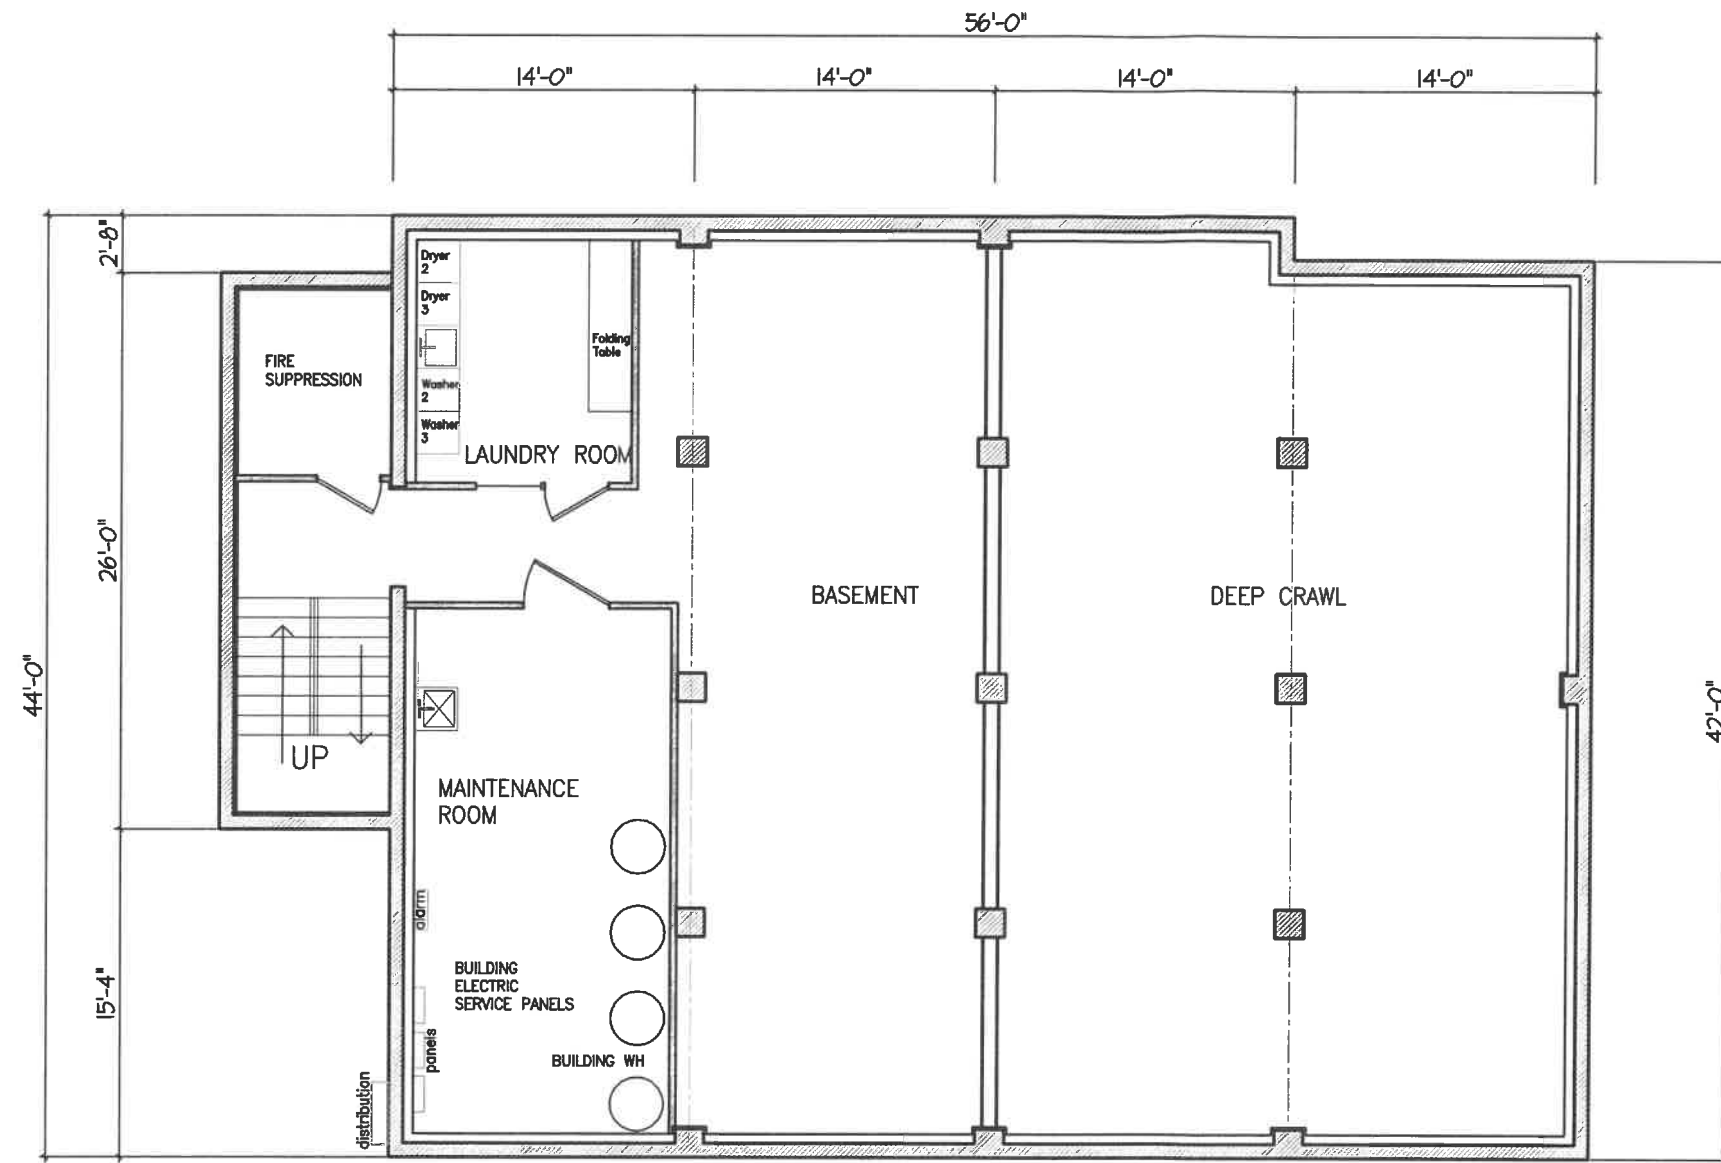 56'-0"
14'-0"
14'-0"
14'-0"
14'-0"
2'-8"
26'-0"
44'-0"
15'-4"
42'-0"
Dryer
2
Dryer
3
Washer
2
Washer
3
Folding
Table
LAUNDRY ROOM
FIRE
SUPPRESSION
BASEMENT
DEEP CRAWL
UP
MAINTENANCE
ROOM
alarm
BUILDING
ELECTRIC
SERVICE PANELS
panels
BUILDING WH
distribution